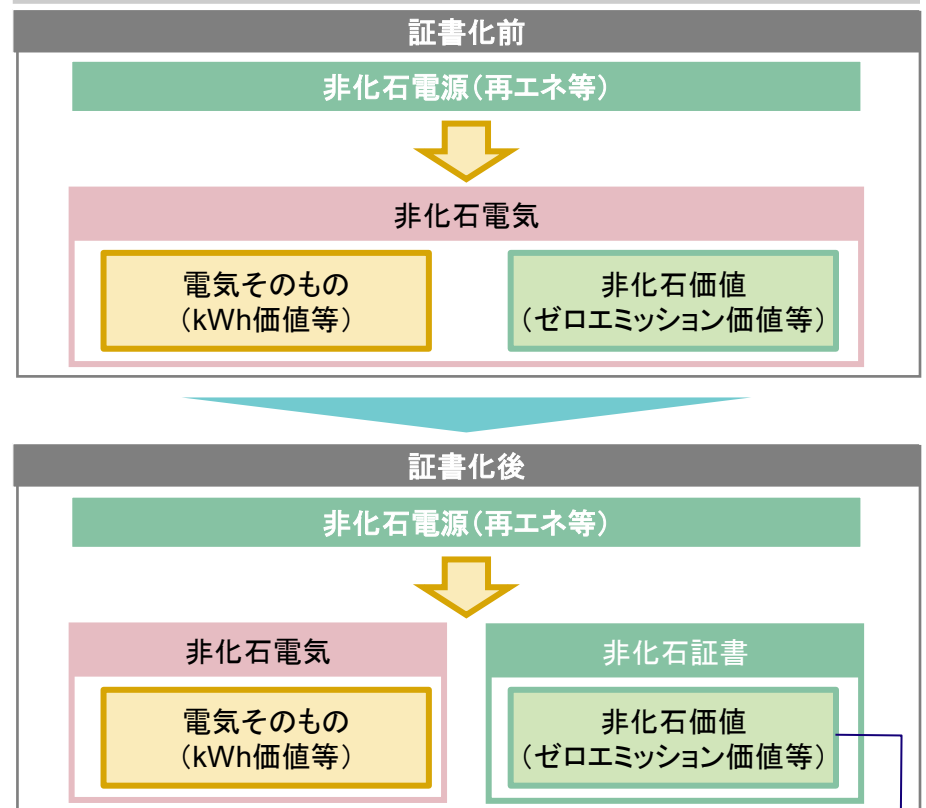 証書化前
非化石電源（再エネ等）
非化石電気
電気そのもの
（kWh価値等）
非化石価値
（ゼロエミッション価値等）
証書化後
非化石電源（再エネ等）
非化石電気
非化石証書
電気そのもの
（kWh価値等）
非化石価値
（ゼロエミッション価値等）